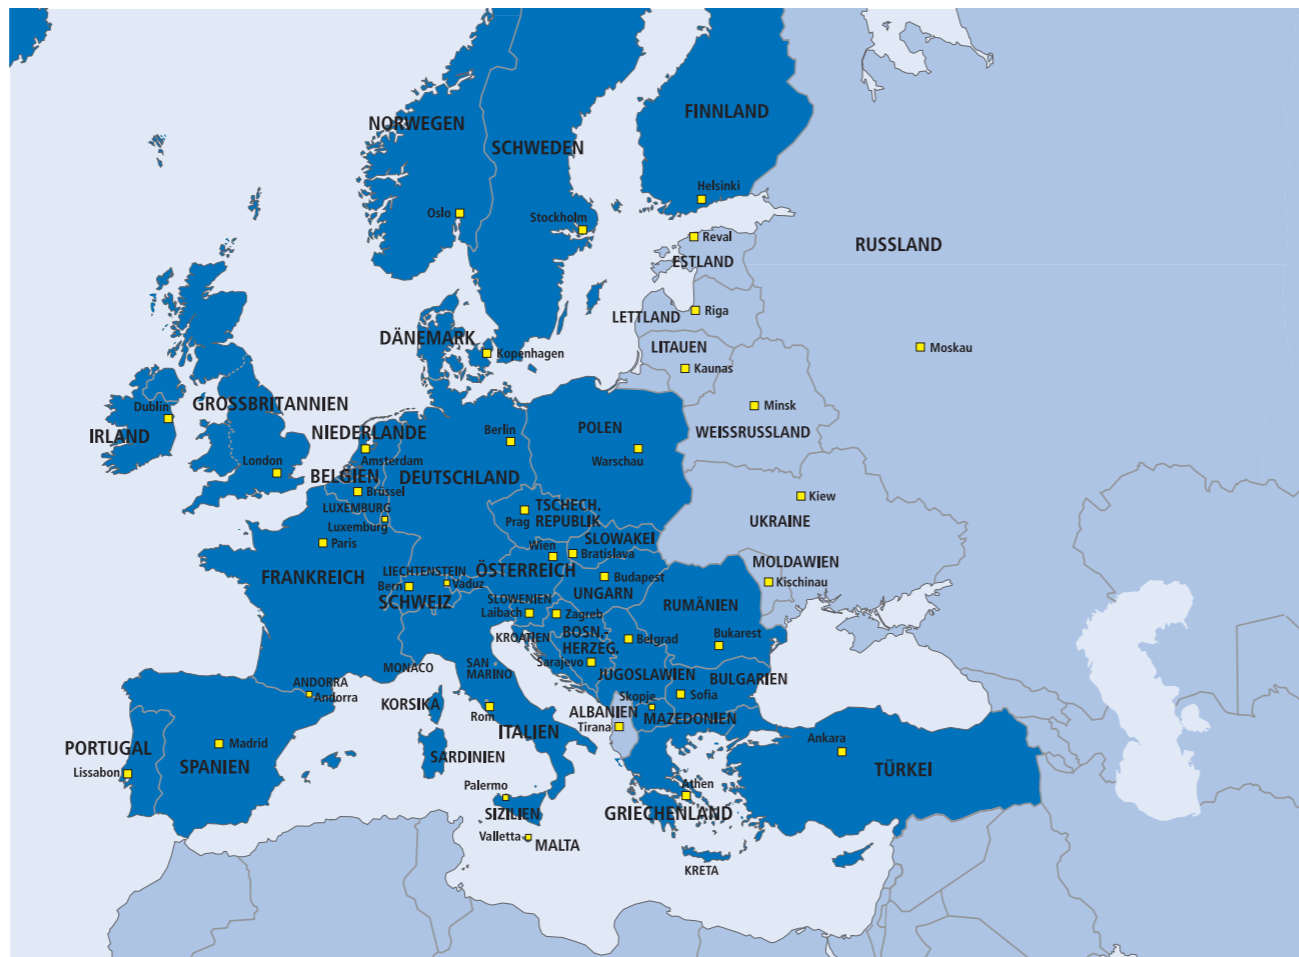 FINNLAND
NORWEGEN
SCHWEDEN
Helsinki
Oslo
Stockholm
Reval
RUSSLAND
ESTLAND
Riga
LETTLAND
DÄNEMARK
Kopenhagen
LITAUEN
Moskau
Kaunas
GROSSBRITANNIEN
Dublin
Minsk
IRLAND
NIEDERLANDE
Berlin
POLEN
WEISSRUSSLAND
London
Amsterdam
Warschau
BELGIEN
DEUTSCHLAND
Brüssel
Kiew
LUXEMBURG
TSCHECH.
REPUBLIK
Prag
UKRAINE
Luxemburg
Paris
SLOWAKEI
Wien
Bratislava
MOLDAWIEN
LIECHTENSTEIN
ÖSTERREICH
FRANKREICH
Budapest
Kischinau
Bern
Vaduz
UNGARN
SCHWEIZ
SLOWENIEN
RUMÄNIEN
Laibach
Zagreb
KROATIEN
BOSN.-
HERZEG.
Belgrad
Bukarest
MONACO
SAN
MARINO
Sarajevo
JUGOSLAWIEN
BULGARIEN
ANDORRA
Andorra
KORSIKA
Skopje
Sofia
Rom
ALBANIEN
MAZEDONIEN
Tirana
ITALIEN
PORTUGAL
Madrid
Ankara
SARDINIEN
SPANIEN
TÜRKEI
Lissabon
Palermo
Athen
SIZILIEN
GRIECHENLAND
Valletta
MALTA
KRETA